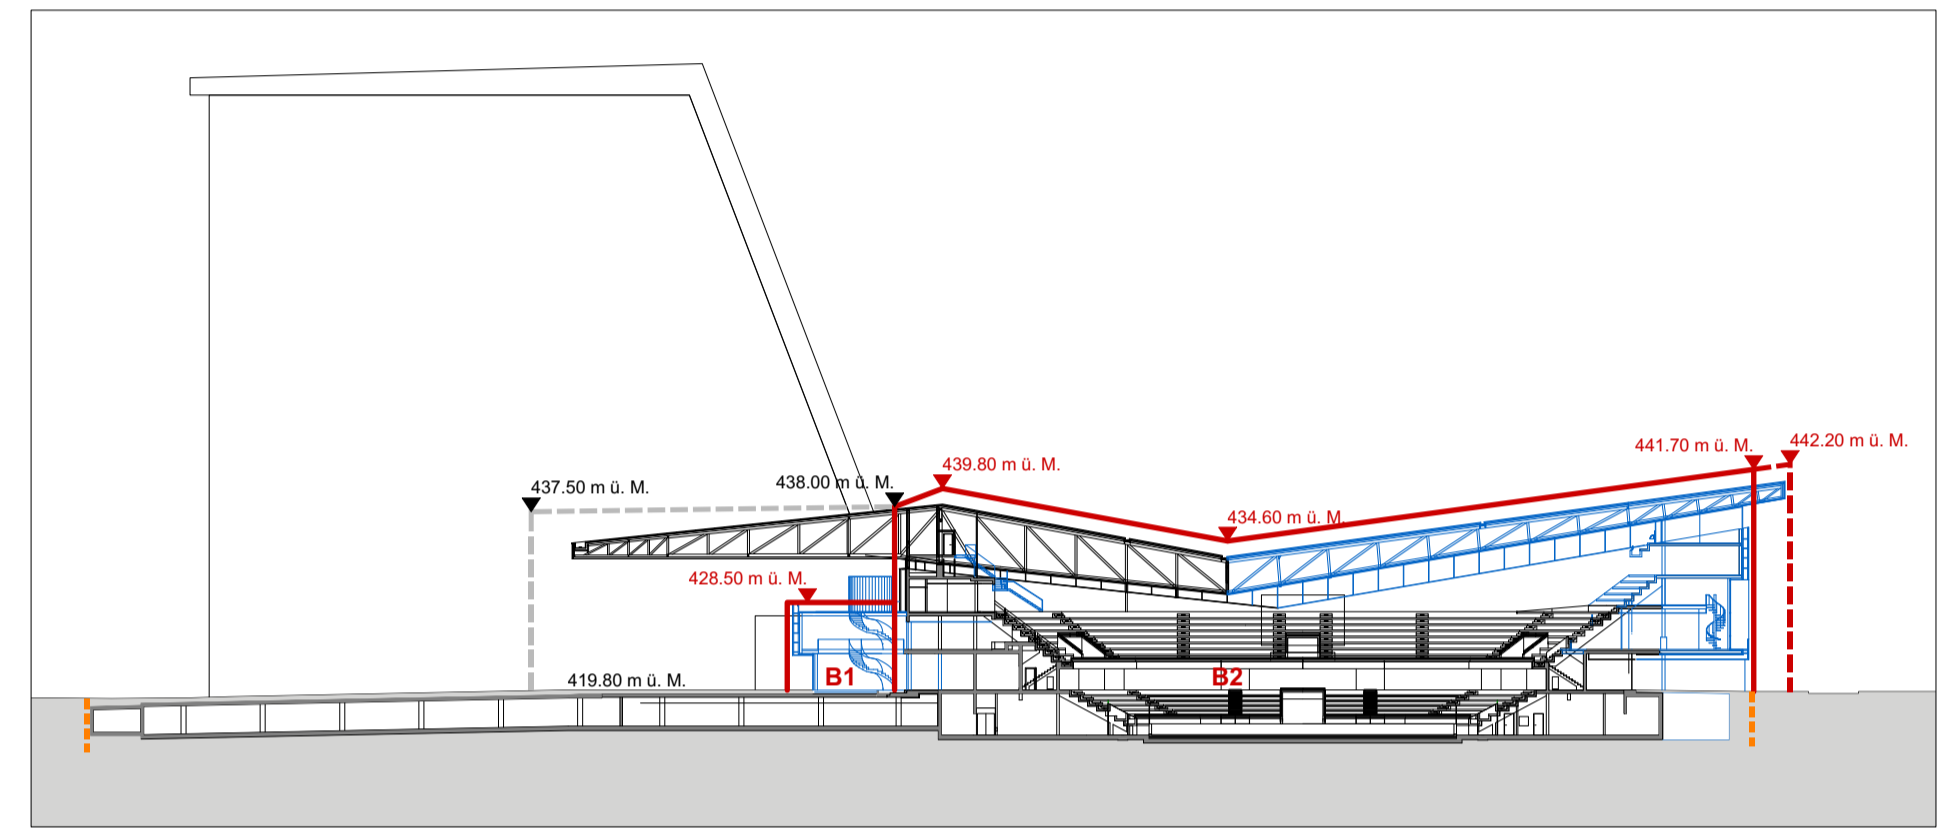 442.20 m ü. M.
441.70 m ü. M.
439.80 m ü. M.
438.00 m ü. M.
437.50 m ü. M.
434.60 m ü. M.
428.50 m ü. M.
419.80 m ü. M.
B1
B2